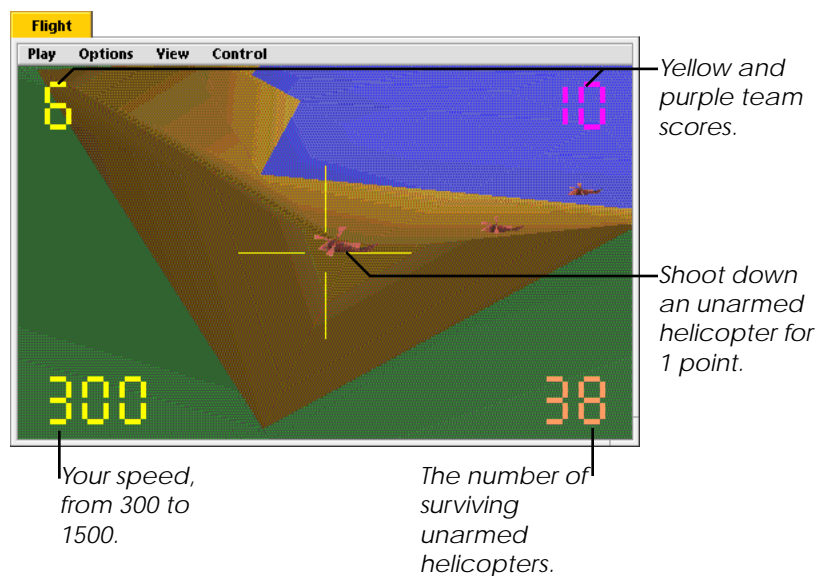 Flight
Play Options View Control
6
10
Yellow and
purple team
scores.
Shoot down
an unarmed
helicopter for
1 point.
300
38
Your speed,
from 300 to
1500.
The number of
surviving
unarmed
helicopters.